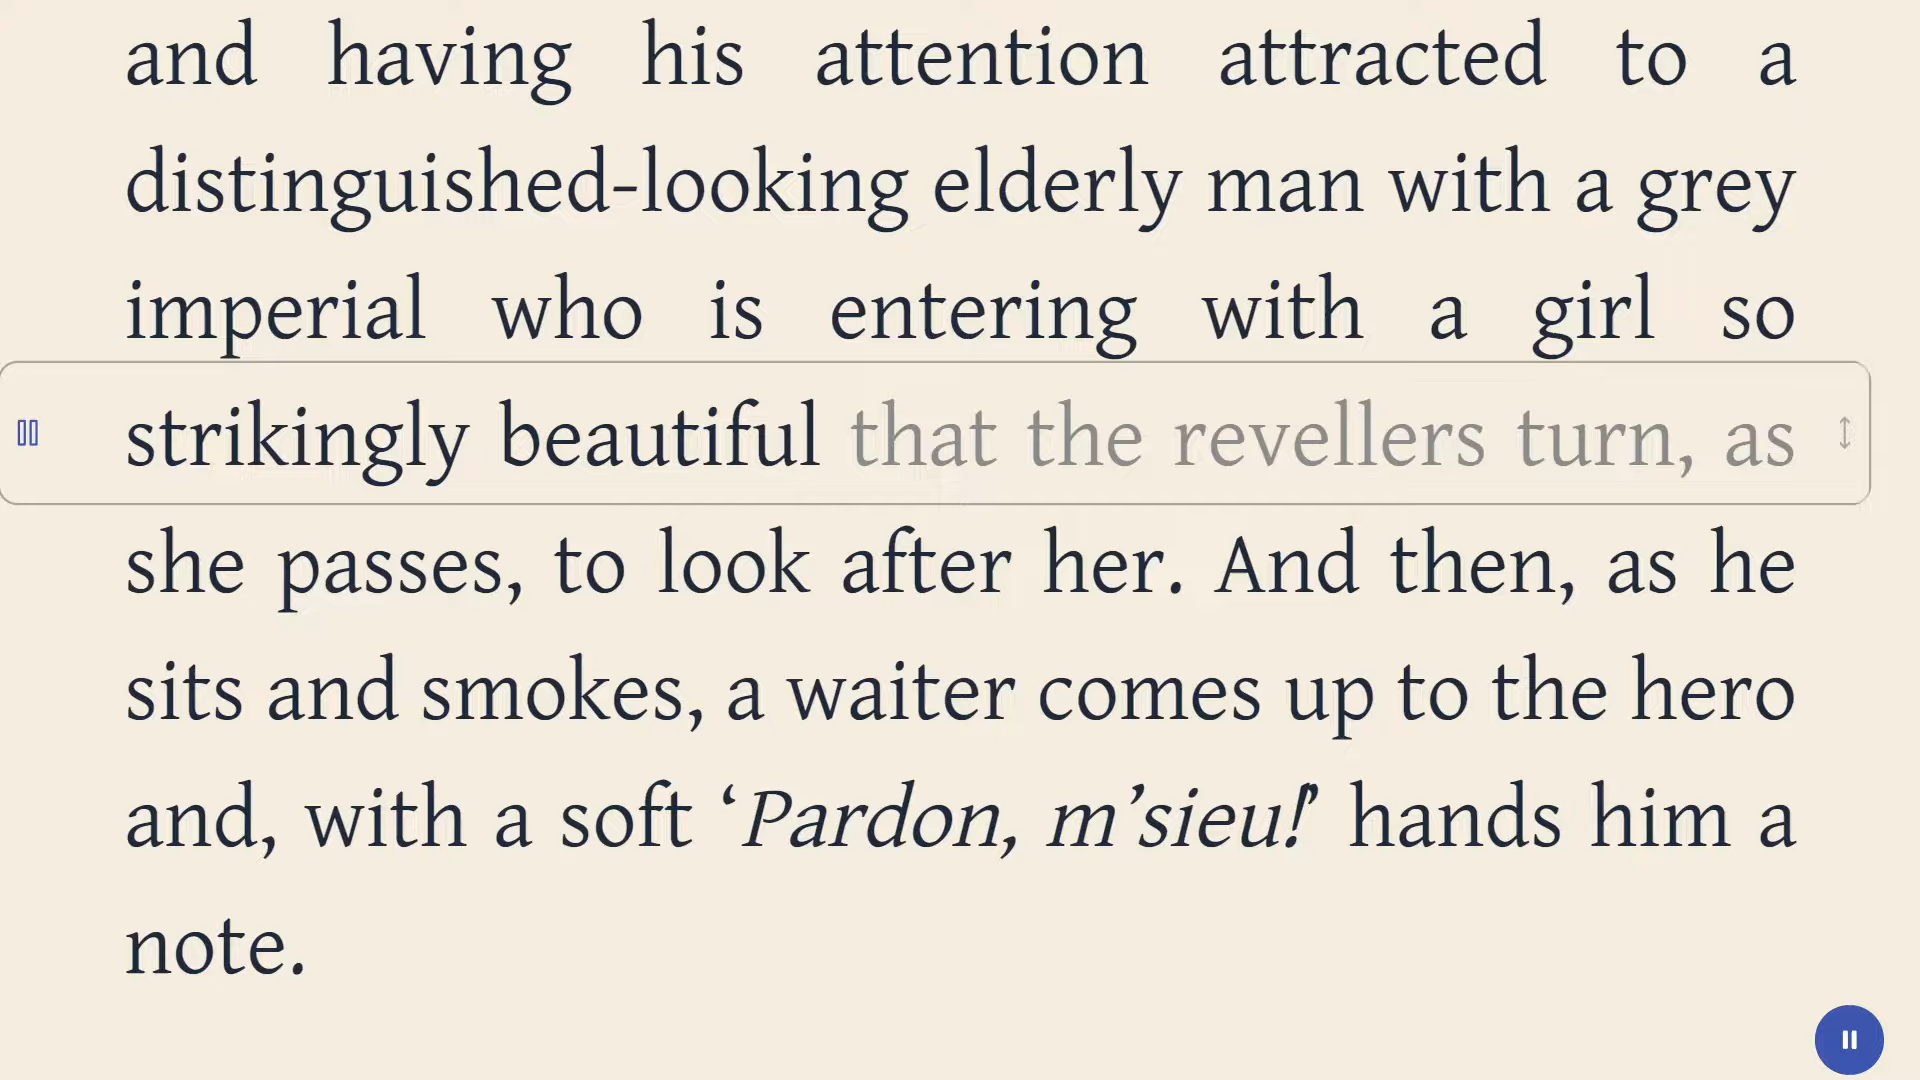 and having his attention attracted to a
distinguished-looking elderly man with a grey
imperial who is entering with a girl so
strikingly beautiful that the revellers turn, as
she passes, to look after her. And then, as he
sits and smokes, a waiter comes up to the hero
and, with a soft ‘Pardon, m’sieu!’ hands him a
note.